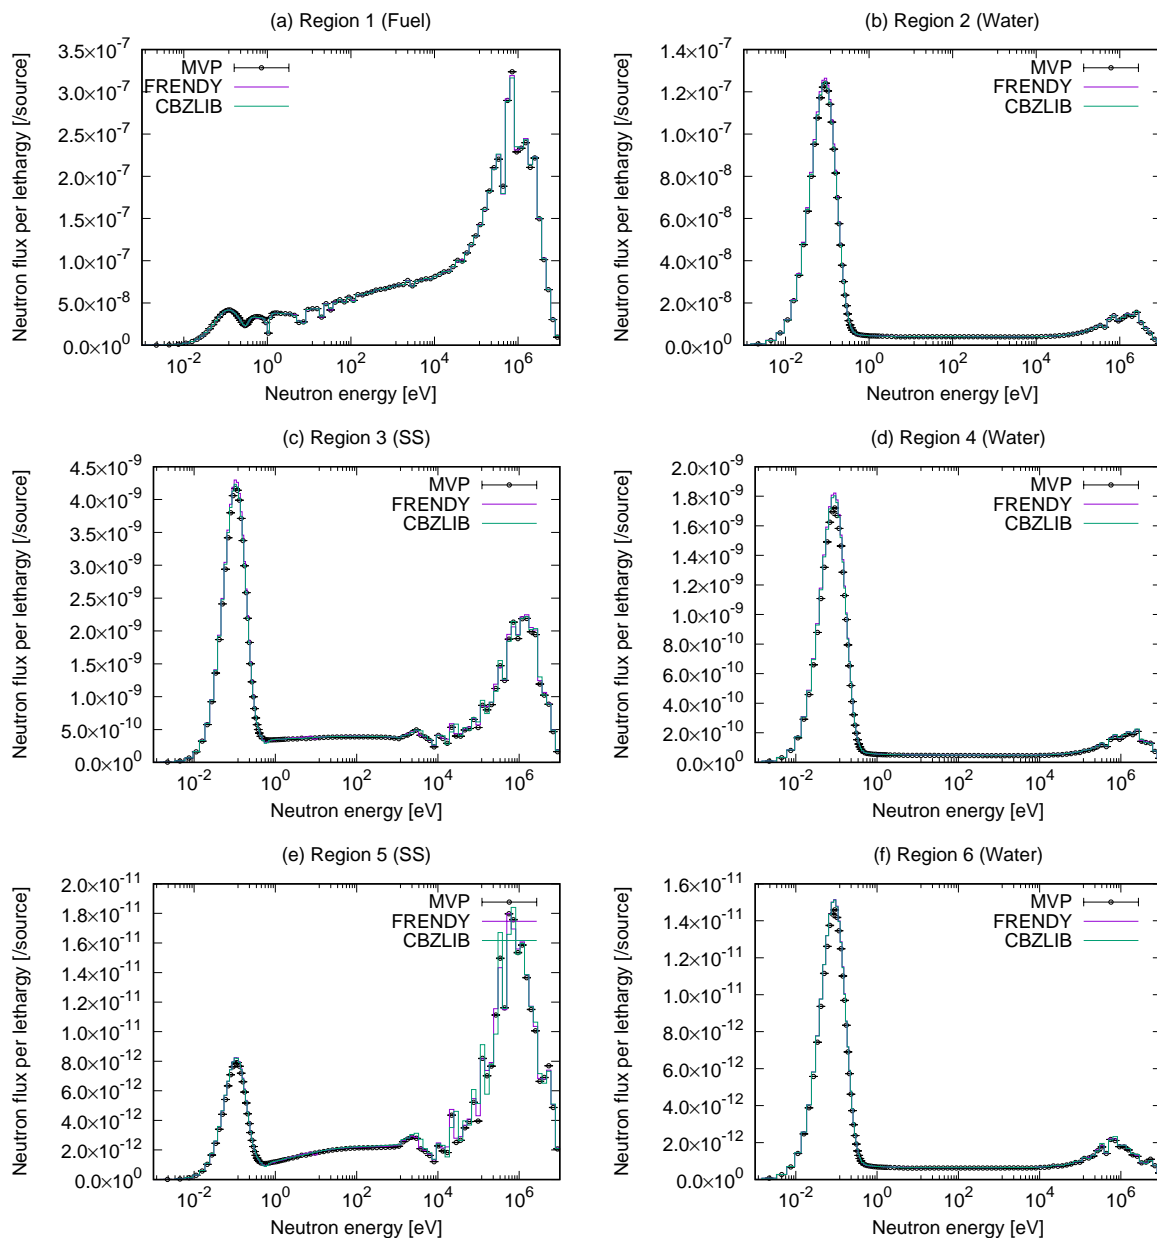 (a) Region 1 (Fuel)
Neutron flux per lethargy [/source]
3.5×10⁻⁷
3.0×10⁻⁷
2.5×10⁻⁷
2.0×10⁻⁷
1.5×10⁻⁷
1.0×10⁻⁷
5.0×10⁻⁸
0.0×10⁰
MVP
FRENDY
CBZLIB
10⁻² 10⁰ 10² 10⁴ 10⁶
Neutron energy [eV]
(b) Region 2 (Water)
Neutron flux per lethargy [/source]
1.4×10⁻⁷
1.2×10⁻⁷
1.0×10⁻⁷
8.0×10⁻⁸
6.0×10⁻⁸
4.0×10⁻⁸
2.0×10⁻⁸
0.0×10⁰
MVP
FRENDY
CBZLIB
10⁻² 10⁰ 10² 10⁴ 10⁶
Neutron energy [eV]
(c) Region 3 (SS)
Neutron flux per lethargy [/source]
4.5×10⁻⁹
4.0×10⁻⁹
3.5×10⁻⁹
3.0×10⁻⁹
2.5×10⁻⁹
2.0×10⁻⁹
1.5×10⁻⁹
1.0×10⁻⁹
5.0×10⁻¹⁰
0.0×10⁰
MVP
FRENDY
CBZLIB
10⁻² 10⁰ 10² 10⁴ 10⁶
Neutron energy [eV]
(d) Region 4 (Water)
Neutron flux per lethargy [/source]
2.0×10⁻⁹
1.8×10⁻⁹
1.6×10⁻⁹
1.4×10⁻⁹
1.2×10⁻⁹
1.0×10⁻⁹
8.0×10⁻¹⁰
6.0×10⁻¹⁰
4.0×10⁻¹⁰
2.0×10⁻¹⁰
0.0×10⁰
MVP
FRENDY
CBZLIB
10⁻² 10⁰ 10² 10⁴ 10⁶
Neutron energy [eV]
(e) Region 5 (SS)
Neutron flux per lethargy [/source]
2.0×10⁻¹¹
1.8×10⁻¹¹
1.6×10⁻¹¹
1.4×10⁻¹¹
1.2×10⁻¹¹
1.0×10⁻¹¹
8.0×10⁻¹²
6.0×10⁻¹²
4.0×10⁻¹²
2.0×10⁻¹²
0.0×10⁰
MVP
FRENDY
CBZLIB
10⁻² 10⁰ 10² 10⁴ 10⁶
Neutron energy [eV]
(f) Region 6 (Water)
Neutron flux per lethargy [/source]
1.6×10⁻¹¹
1.4×10⁻¹¹
1.2×10⁻¹¹
1.0×10⁻¹¹
8.0×10⁻¹²
6.0×10⁻¹²
4.0×10⁻¹²
2.0×10⁻¹²
0.0×10⁰
MVP
FRENDY
CBZLIB
10⁻² 10⁰ 10² 10⁴ 10⁶
Neutron energy [eV]